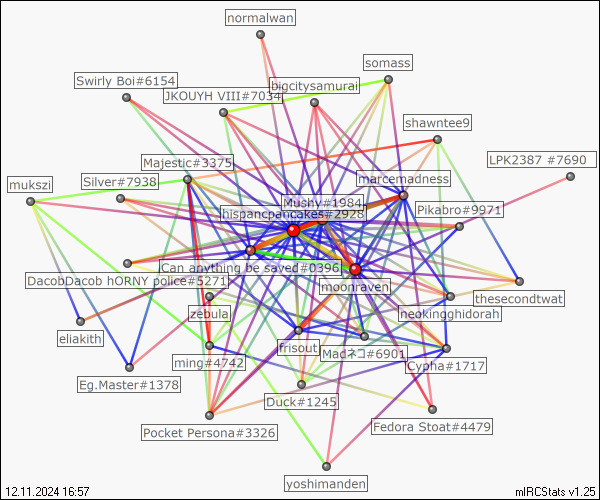 normalwan
somass
Swirly Boi#6154
bigcitysamurai
JKOUYH VIII#7034
shawntee9
Majestic#3375
LPK2387 #7690
mukszi
Silver#7938
marcemadness
Mushy#1984
hispancpancakes#2928
Pikabro#9971
Can anything be saved#0396
DacobDacob hORNY police#5271
moonraven
thesecondtwat
zebula
neokingghidorah
eliakith
frisout
ming#4742
Madネコ#6901
Cypha#1717
Eg.Master#1378
Duck#1245
Pocket Persona#3326
Fedora Stoat#4479
yoshimanden
12.11.2024 16:57
mIRCStats v1.25